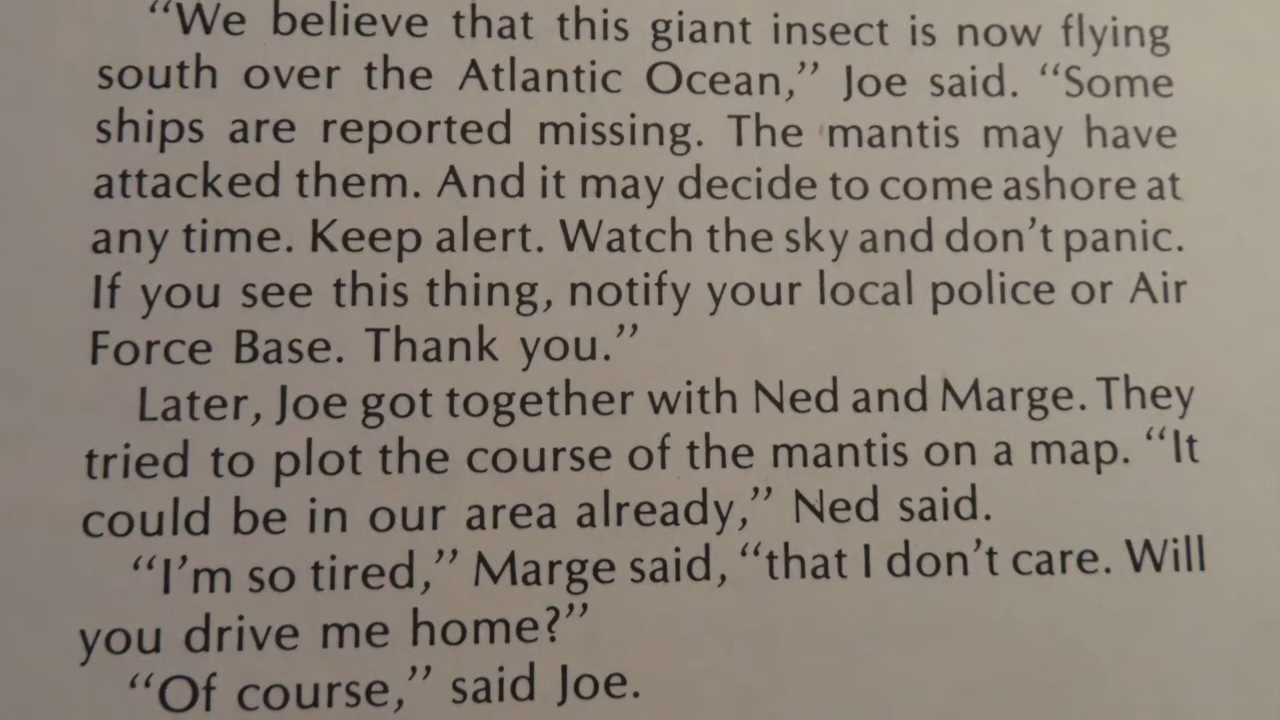 “We believe that this giant insect is now flying
south over the Atlantic Ocean,” Joe said. “Some
ships are reported missing. The mantis may have
attacked them. And it may decide to come ashore at
any time. Keep alert. Watch the sky and don’t panic.
If you see this thing, notify your local police or Air
Force Base. Thank you.”
Later, Joe got together with Ned and Marge. They
tried to plot the course of the mantis on a map. “It
could be in our area already,” Ned said.
“I’m so tired,” Marge said, “that I don’t care. Will
you drive me home?”
“Of course,” said Joe.